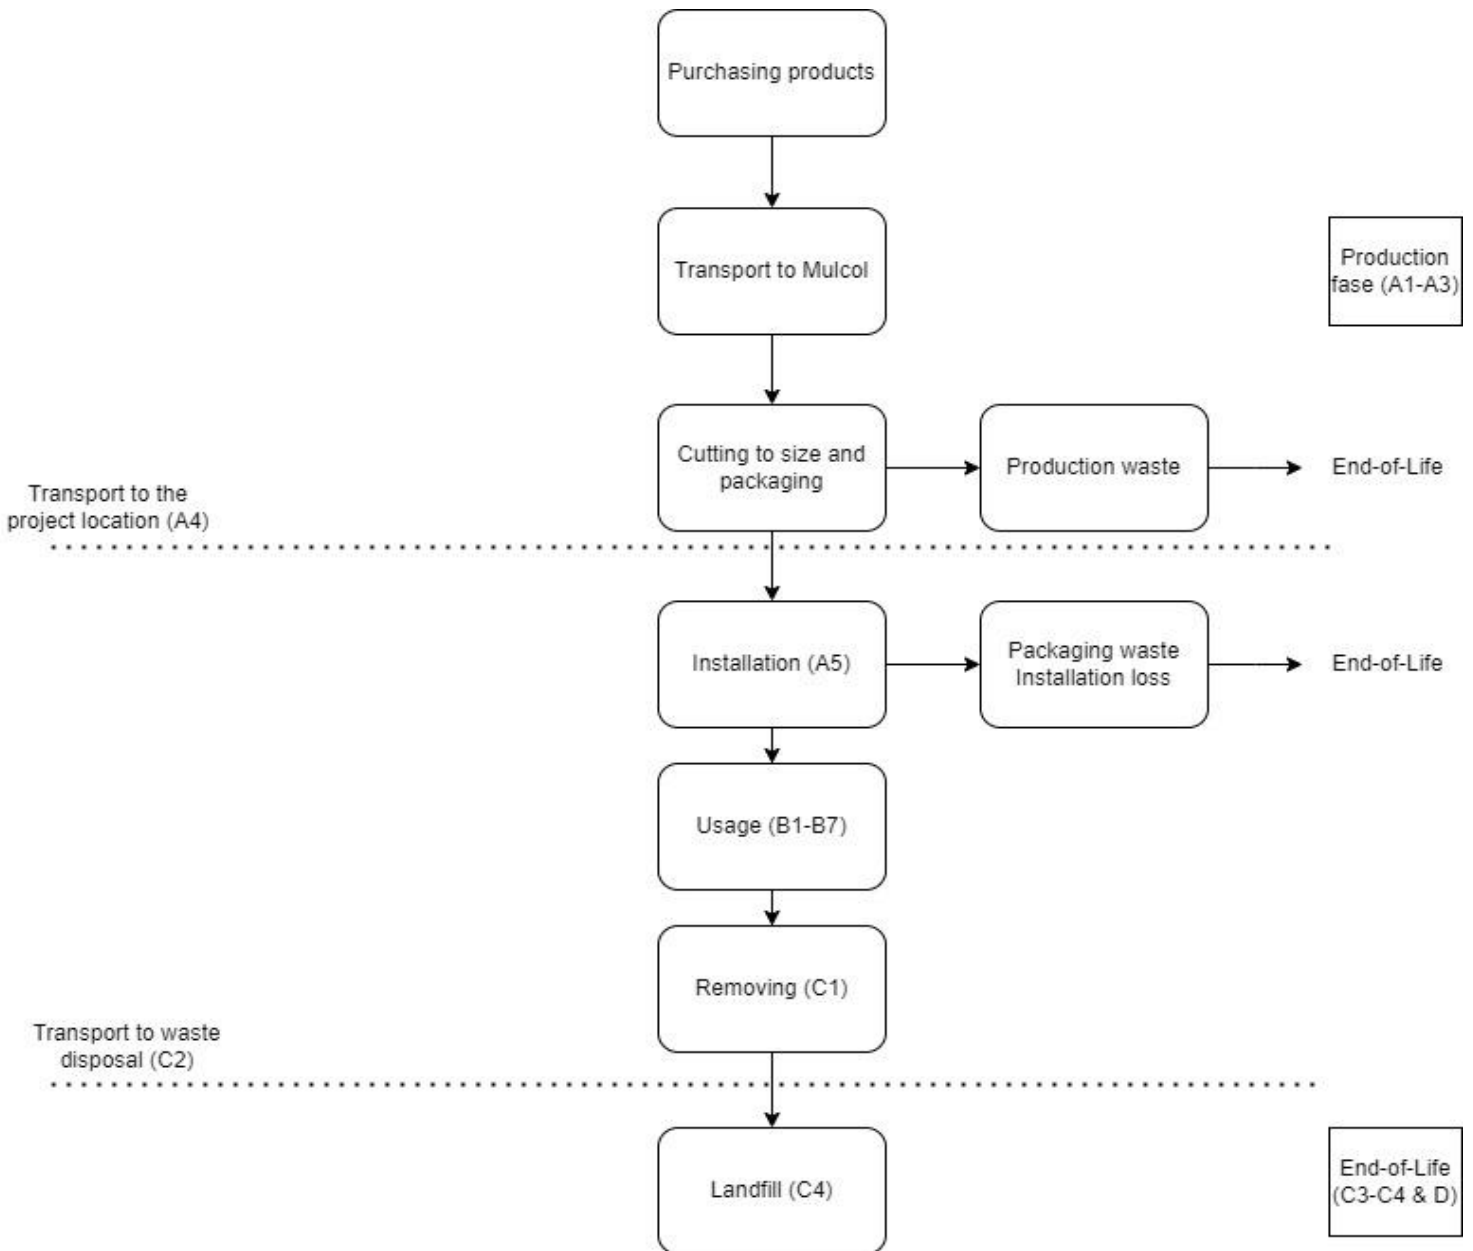 Purchasing products
Transport to Mulcol
Production
fase (A1-A3)
Cutting to size and
packaging
Production waste
End-of-Life
Transport to the
project location (A4)
Installation (A5)
Packaging waste
Installation loss
End-of-Life
Usage (B1-B7)
Removing (C1)
Transport to waste
disposal (C2)
Landfill (C4)
End-of-Life
(C3-C4 & D)